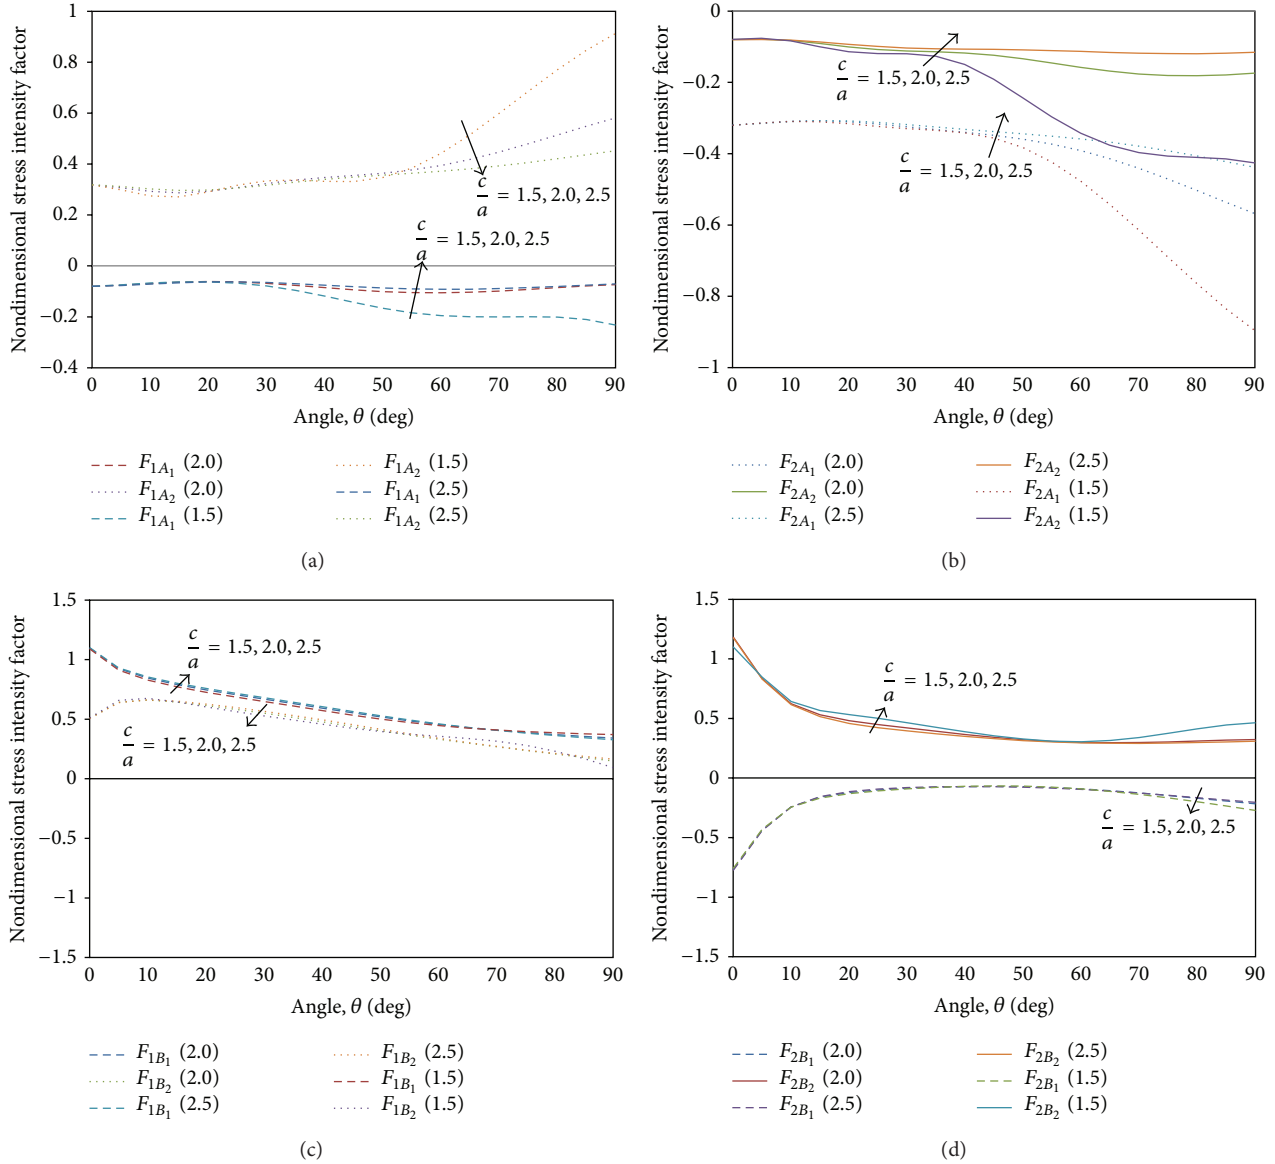 Nondimensional stress intensity factor
1
0.8
0.6
0.4
0.2
0
−0.2
−0.4
c/a = 1.5, 2.0, 2.5
c/a = 1.5, 2.0, 2.5
0 10 20 30 40 50 60 70 80 90
Angle, θ (deg)
F1A1 (2.0)
F1A2 (2.0)
F1A1 (1.5)
F1A2 (1.5)
F1A1 (2.5)
F1A2 (2.5)
(a)
Nondimensional stress intensity factor
0
−0.2
−0.4
−0.6
−0.8
−1
c/a = 1.5, 2.0, 2.5
c/a = 1.5, 2.0, 2.5
0 10 20 30 40 50 60 70 80 90
Angle, θ (deg)
F2A1 (2.0)
F2A2 (2.0)
F2A1 (2.5)
F2A2 (2.5)
F2A1 (1.5)
F2A2 (1.5)
(b)
Nondimensional stress intensity factor
1.5
1
0.5
0
−0.5
−1
−1.5
c/a = 1.5, 2.0, 2.5
c/a = 1.5, 2.0, 2.5
0 10 20 30 40 50 60 70 80 90
Angle, θ (deg)
F1B1 (2.0)
F1B2 (2.0)
F1B1 (2.5)
F1B2 (2.5)
F1B1 (1.5)
F1B2 (1.5)
(c)
Nondimensional stress intensity factor
1.5
1
0.5
0
−0.5
−1
−1.5
c/a = 1.5, 2.0, 2.5
c/a = 1.5, 2.0, 2.5
0 10 20 30 40 50 60 70 80 90
Angle, θ (deg)
F2B1 (2.0)
F2B2 (2.0)
F2B1 (2.5)
F2B2 (2.5)
F2B1 (1.5)
F2B2 (1.5)
(d)